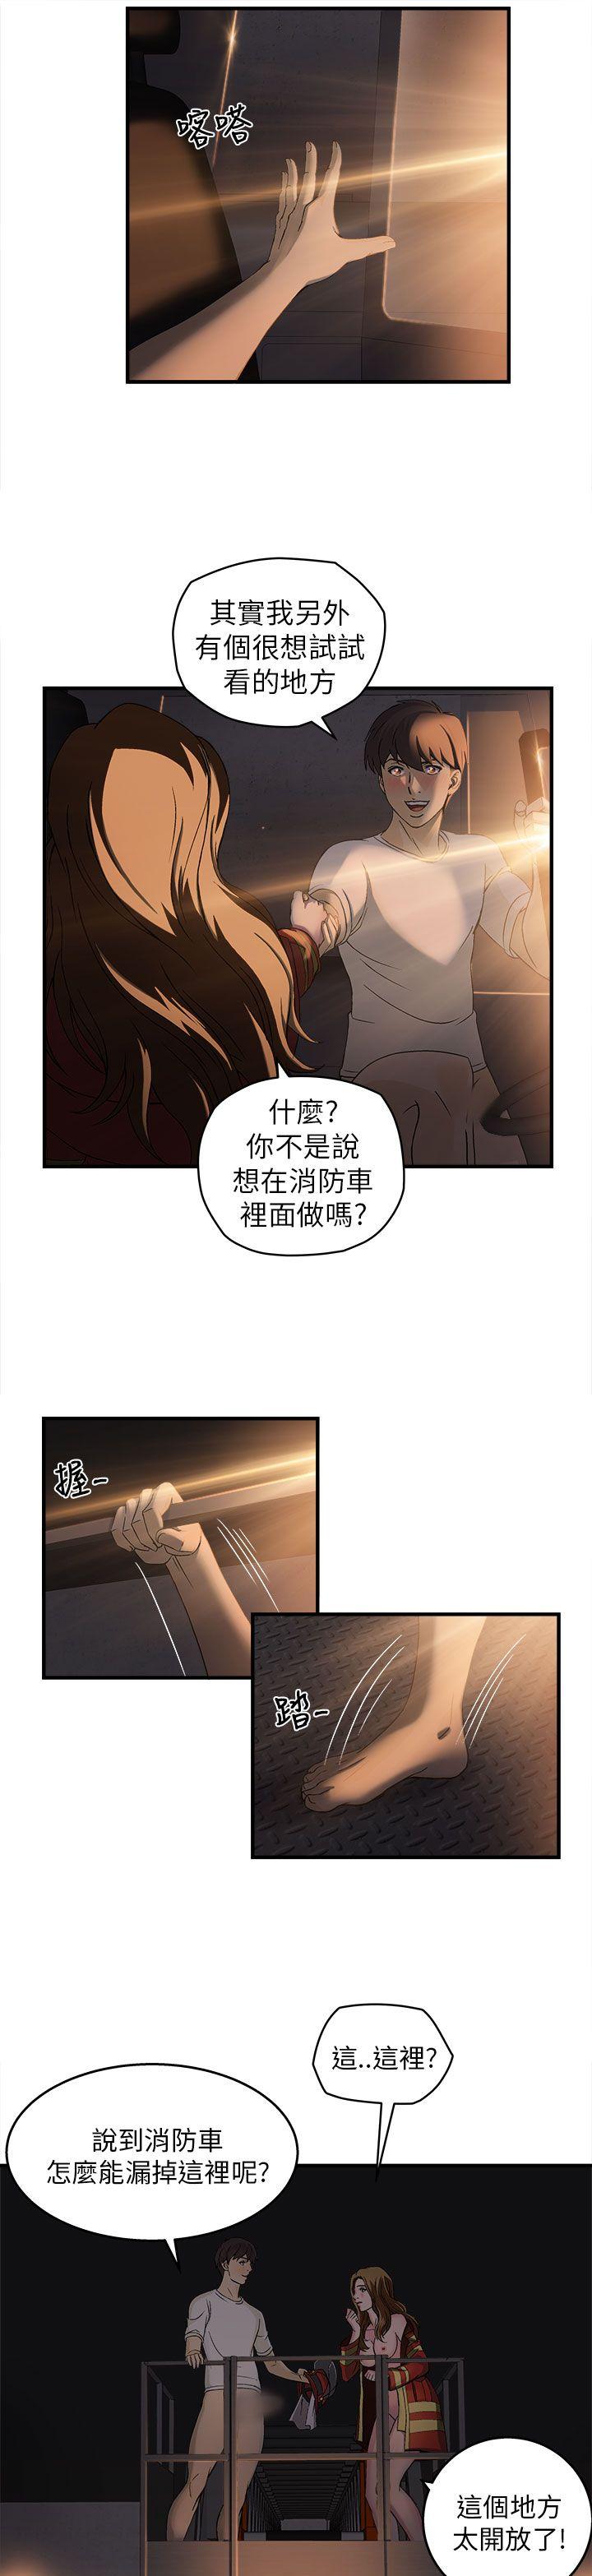 喀嗒
其實我另外
有個很想試試
看的地方
什麼?
你不是說
想在消防車
裡面做嗎?
握-
踏-
這..這裡?
說到消防車
怎麼能漏掉這裡呢?
這個地方
太開放了!